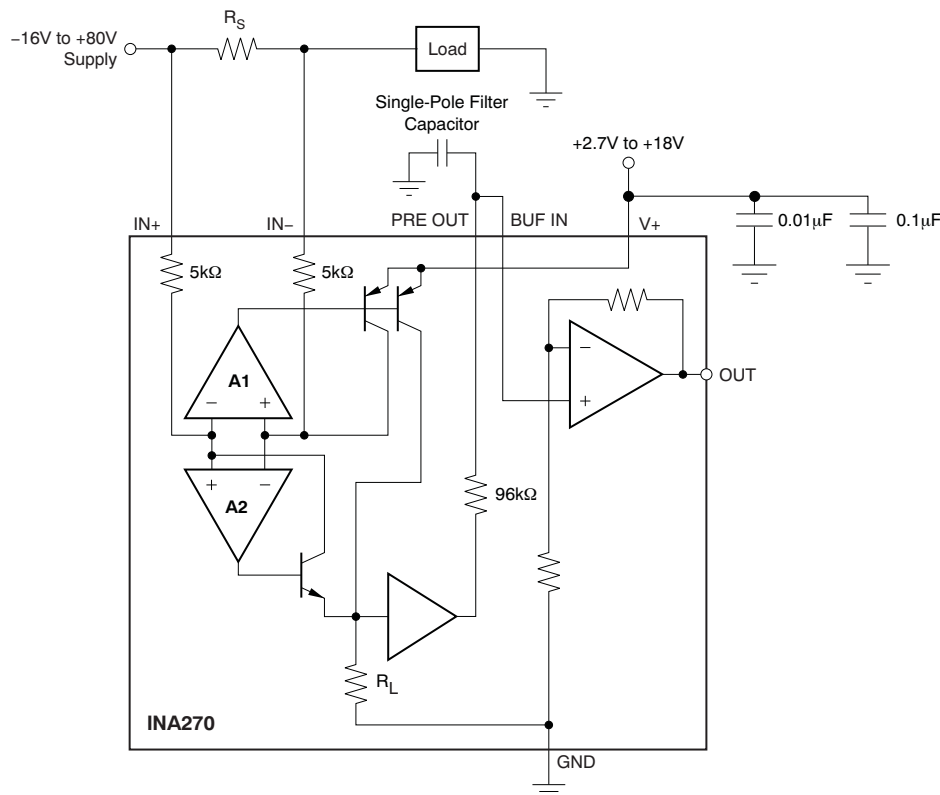 R_S
−16V to +80V
Supply
Load
Single-Pole Filter
Capacitor
+2.7V to +18V
IN+
IN−
PRE OUT
BUF IN
V+
0.01μF
0.1μF
5kΩ
5kΩ
A1
−
+
−
+
OUT
+
−
A2
96kΩ
R_L
INA270
GND